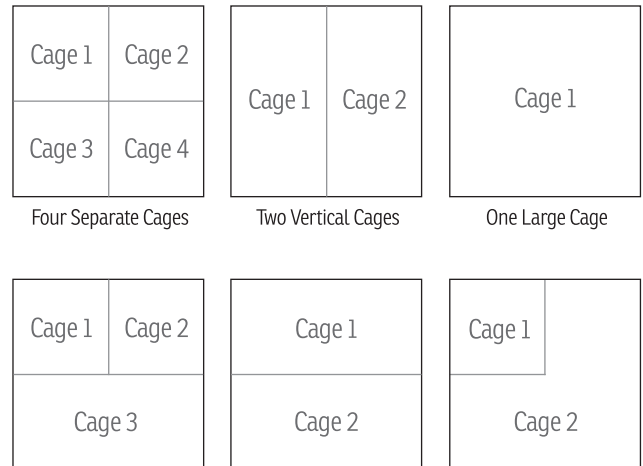 Cage 1 Cage 2 Cage 1 Cage 2 Cage 1
Cage 3 Cage 4
Four Separate Cages Two Vertical Cages One Large Cage
Cage 1 Cage 2 Cage 1 Cage 1
Cage 3 Cage 2 Cage 2